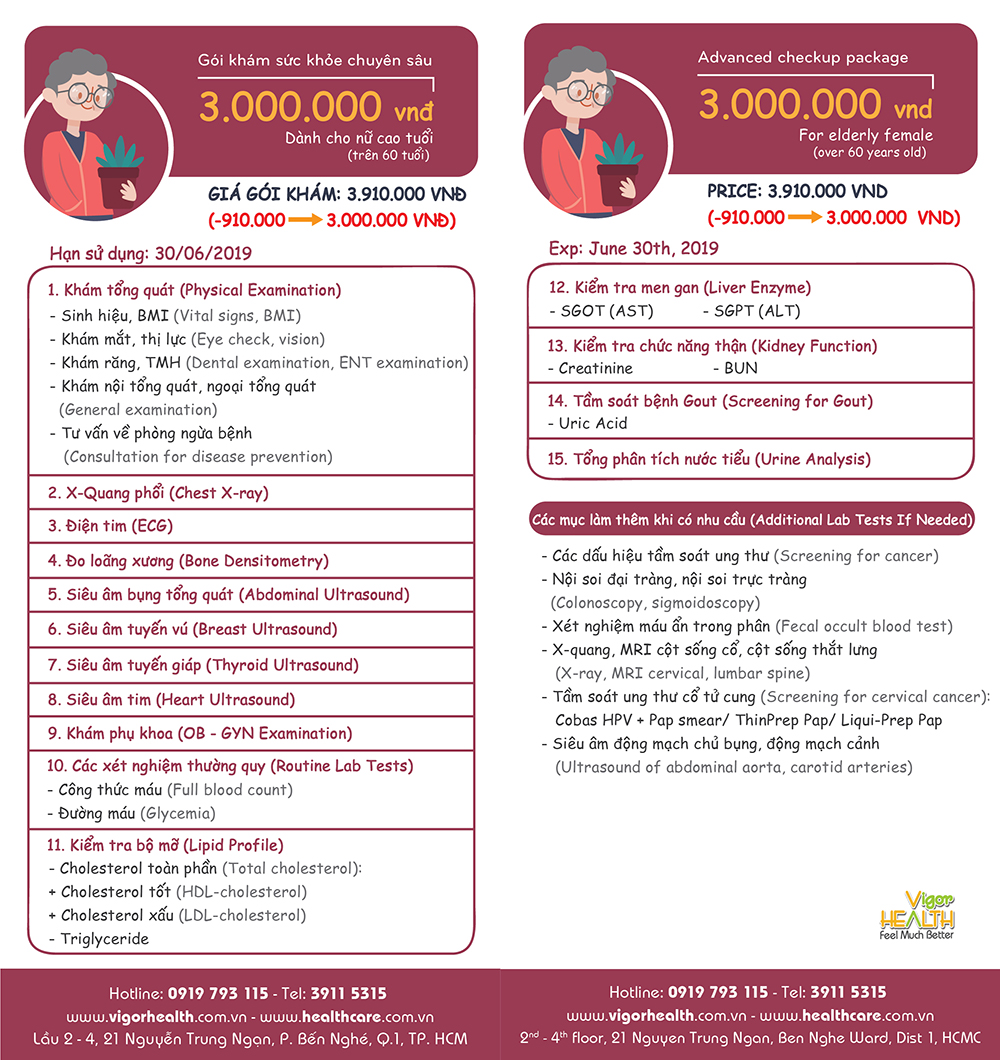 Gói khám sức khỏe chuyên sâu
3.000.000 vnđ
Dành cho nữ cao tuổi
(trên 60 tuổi)
GIÁ GÓI KHÁM: 3.910.000 VNĐ
(-910.000 → 3.000.000 VNĐ)
Hạn sử dụng: 30/06/2019
1. Khám tổng quát (Physical Examination)
- Sinh hiệu, BMI (Vital signs, BMI)
- Khám mắt, thị lực (Eye check, vision)
- Khám răng, TMH (Dental examination, ENT examination)
- Khám nội tổng quát, ngoại tổng quát
(General examination)
- Tư vấn về phòng ngừa bệnh
(Consultation for disease prevention)
2. X-Quang phổi (Chest X-ray)
3. Điện tim (ECG)
4. Đo loãng xương (Bone Densitometry)
5. Siêu âm bụng tổng quát (Abdominal Ultrasound)
6. Siêu âm tuyến vú (Breast Ultrasound)
7. Siêu âm tuyến giáp (Thyroid Ultrasound)
8. Siêu âm tim (Heart Ultrasound)
9. Khám phụ khoa (OB - GYN Examination)
10. Các xét nghiệm thường quy (Routine Lab Tests)
- Công thức máu (Full blood count)
- Đường máu (Glycemia)
11. Kiểm tra bộ mỡ (Lipid Profile)
- Cholesterol toàn phần (Total cholesterol):
+ Cholesterol tốt (HDL-cholesterol)
+ Cholesterol xấu (LDL-cholesterol)
- Triglyceride
Hotline: 0919 793 115 - Tel: 3911 5315
www.vigorhealth.com.vn - www.healthcare.com.vn
Lầu 2 - 4, 21 Nguyễn Trung Ngạn, P. Bến Nghé, Q.1, TP. HCM
Advanced checkup package
3.000.000 vnd
For elderly female
(over 60 years old)
PRICE: 3.910.000 VND
(-910.000 → 3.000.000 VND)
Exp: June 30th, 2019
12. Kiểm tra men gan (Liver Enzyme)
- SGOT (AST) - SGPT (ALT)
13. Kiểm tra chức năng thận (Kidney Function)
- Creatinine - BUN
14. Tầm soát bệnh Gout (Screening for Gout)
- Uric Acid
15. Tổng phân tích nước tiểu (Urine Analysis)
Các mục làm thêm khi có nhu cầu (Additional Lab Tests If Needed)
- Các dấu hiệu tầm soát ung thư (Screening for cancer)
- Nội soi đại tràng, nội soi trực tràng
(Colonoscopy, sigmoidoscopy)
- Xét nghiệm máu ẩn trong phân (Fecal occult blood test)
- X-quang, MRI cột sống cổ, cột sống thắt lưng
(X-ray, MRI cervical, lumbar spine)
- Tầm soát ung thư cổ tử cung (Screening for cervical cancer):
Cobas HPV + Pap smear/ ThinPrep Pap/ Liqui-Prep Pap
- Siêu âm động mạch chủ bụng, động mạch cảnh
(Ultrasound of abdominal aorta, carotid arteries)
Vigor
HEALTH
Feel Much Better
Hotline: 0919 793 115 - Tel: 3911 5315
www.vigorhealth.com.vn - www.healthcare.com.vn
2nd - 4th floor, 21 Nguyen Trung Ngan, Ben Nghe Ward, Dist 1, HCMC